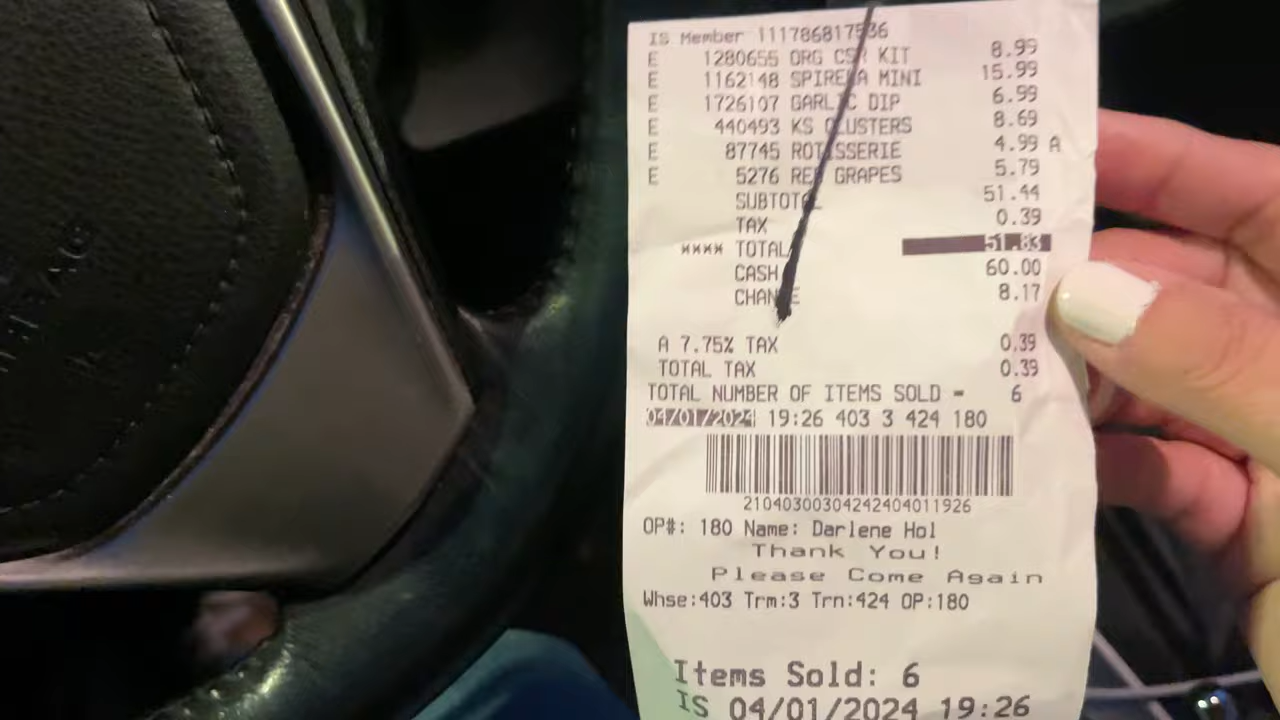 IS Member 111786817536
E 1280655 ORG CSR KIT 8.99
E 1162148 SPIRELA MINI 15.99
E 1726107 GARLIC DIP 6.99
E 440493 KS CLUSTERS 8.69
E 87745 ROTISSERIE 4.99 A
E 5276 RED GRAPES 5.79
SUBTOTAL 51.44
TAX 0.39
**** TOTAL 51.83
CASH 60.00
CHANGE 8.17
A 7.75% TAX 0.39
TOTAL TAX 0.39
TOTAL NUMBER OF ITEMS SOLD = 6
04/01/2024 19:26 403 3 424 180
21040300304242404011926
OP#: 180 Name: Darlene Hol
Thank You!
Please Come Again
Whse:403 Trm:3 Trn:424 OP:180
Items Sold: 6
IS 04/01/2024 19:26